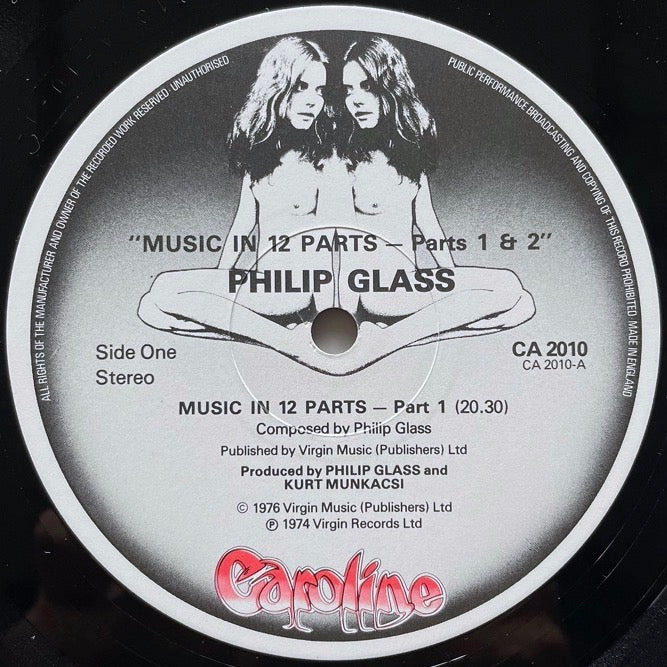 ALL RIGHTS OF THE MANUFACTURER AND OWNER OF THE RECORDED WORK RESERVED · UNAUTHORISED
PUBLIC PERFORMANCE BROADCASTING AND COPYING OF THIS RECORD PROHIBITED · MADE IN ENGLAND
"MUSIC IN 12 PARTS — Parts 1 & 2"
PHILIP GLASS
Side One
Stereo
CA 2010
CA 2010-A
MUSIC IN 12 PARTS — Part 1 (20.30)
Composed by Philip Glass
Published by Virgin Music (Publishers) Ltd
Produced by PHILIP GLASS and
KURT MUNKACSI
© 1976 Virgin Music (Publishers) Ltd
℗ 1974 Virgin Records Ltd
Caroline